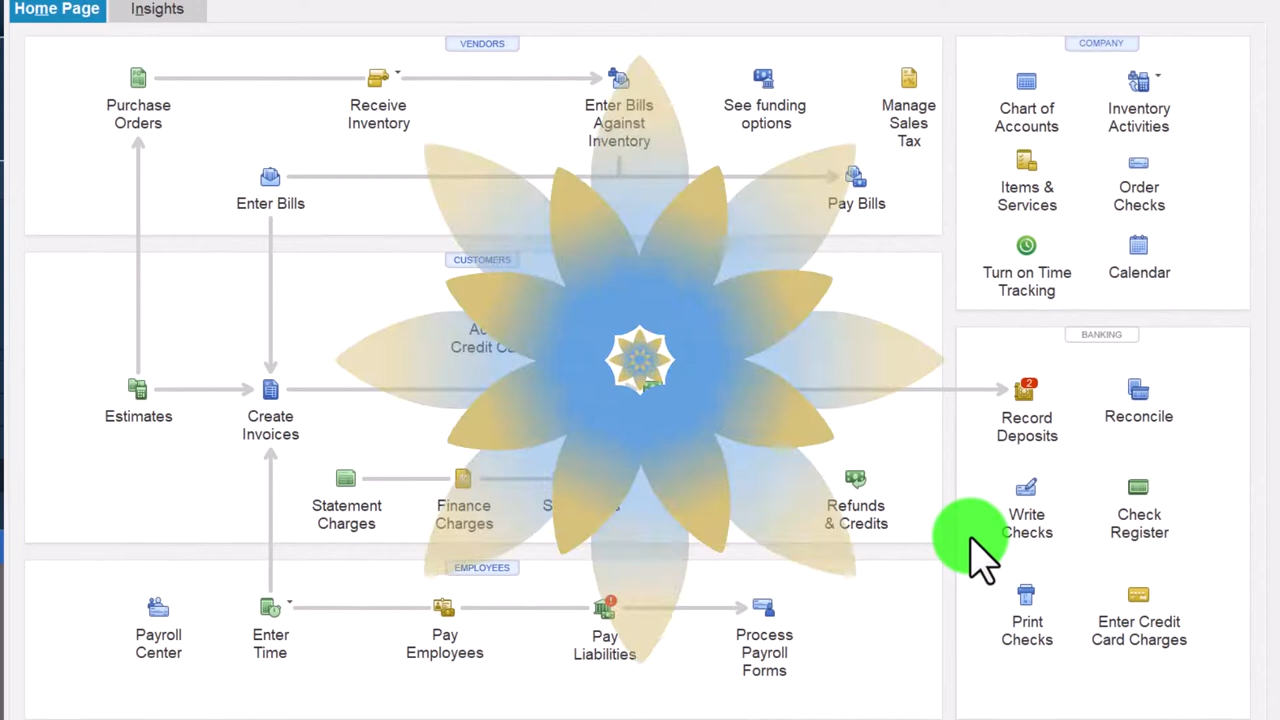 Home Page
Insights
VENDORS
COMPANY
Purchase
Orders
Receive
Inventory
Enter Bills
Against
Inventory
See funding
options
Manage
Sales
Tax
Chart of
Accounts
Inventory
Activities
Enter Bills
Pay Bills
Items &
Services
Order
Checks
CUSTOMERS
Turn on Time
Tracking
Calendar
BANKING
Credit
2
Estimates
Create
Invoices
Record
Deposits
Reconcile
Statement
Charges
Finance
Charges
Refunds
& Credits
Write
Checks
Check
Register
EMPLOYEES
Payroll
Center
Enter
Time
Pay
Employees
Pay
Liabilities
Process
Payroll
Forms
Print
Checks
Enter Credit
Card Charges